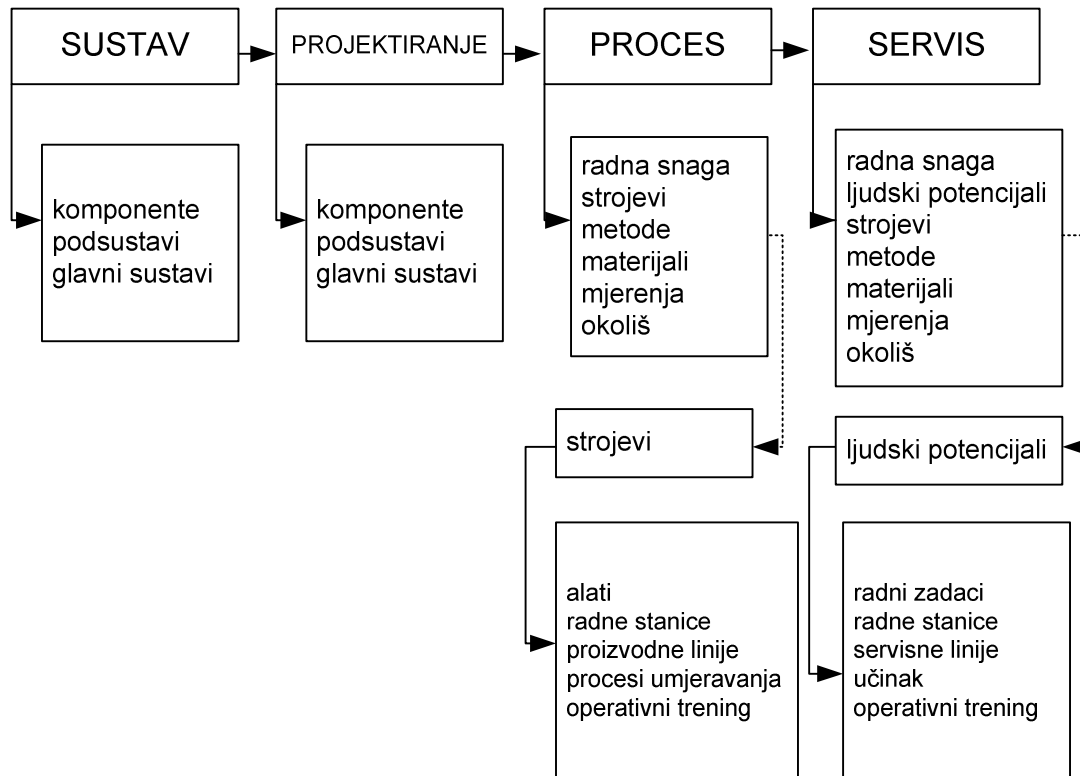 SUSTAV
PROJEKTIRANJE
PROCES
SERVIS
komponente
podsustavi
glavni sustavi
komponente
podsustavi
glavni sustavi
radna snaga
strojevi
metode
materijali
mjerenja
okoliš
radna snaga
ljudski potencijali
strojevi
metode
materijali
mjerenja
okoliš
strojevi
ljudski potencijali
alati
radne stanice
proizvodne linije
procesi umjeravanja
operativni trening
radni zadaci
radne stanice
servisne linije
učinak
operativni trening